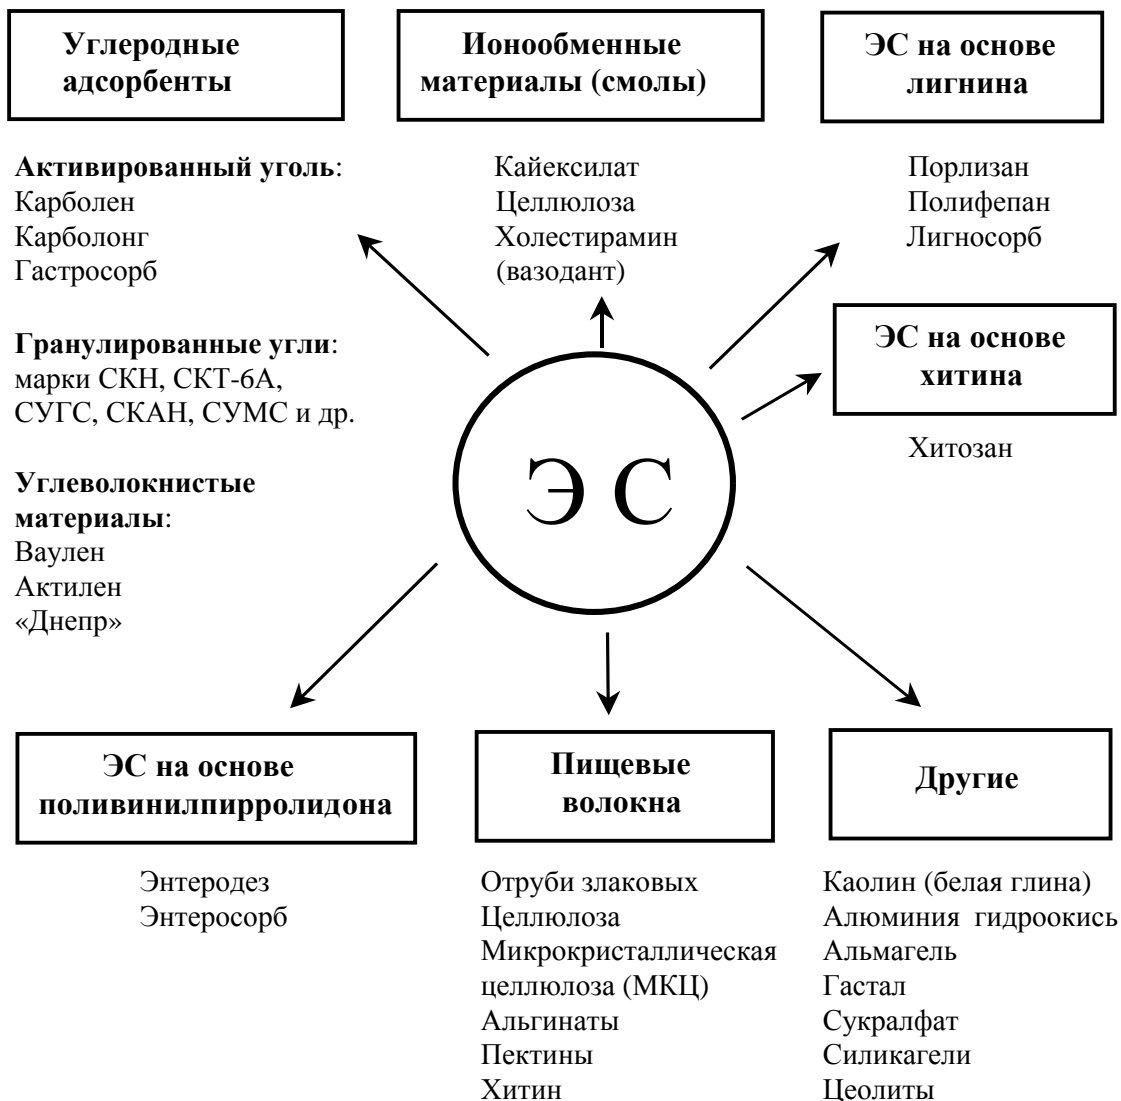 Углеродные
адсорбенты
Активированный уголь:
Карболен
Карболонг
Гастросорб
Гранулированные угли:
марки СКН, СКТ-6А,
СУГС, СКАН, СУМС и др.
Углеволокнистые
материалы:
Ваулен
Актилен
«Днепр»
Ионообменные
материалы (смолы)
Кайексилат
Целлюлоза
Холестирамин
(вазодант)
ЭС на основе
лигнина
Порлизан
Полифепан
Лигносорб
ЭС на основе
хитина
Хитозан
ЭС
ЭС на основе
поливинилпирролидона
Энтеродез
Энтеросорб
Пищевые
волокна
Отруби злаковых
Целлюлоза
Микрокристаллическая
целлюлоза (МКЦ)
Альгинаты
Пектины
Хитин
Другие
Каолин (белая глина)
Алюминия гидроокись
Альмагель
Гастал
Сукралфат
Силикагели
Цеолиты